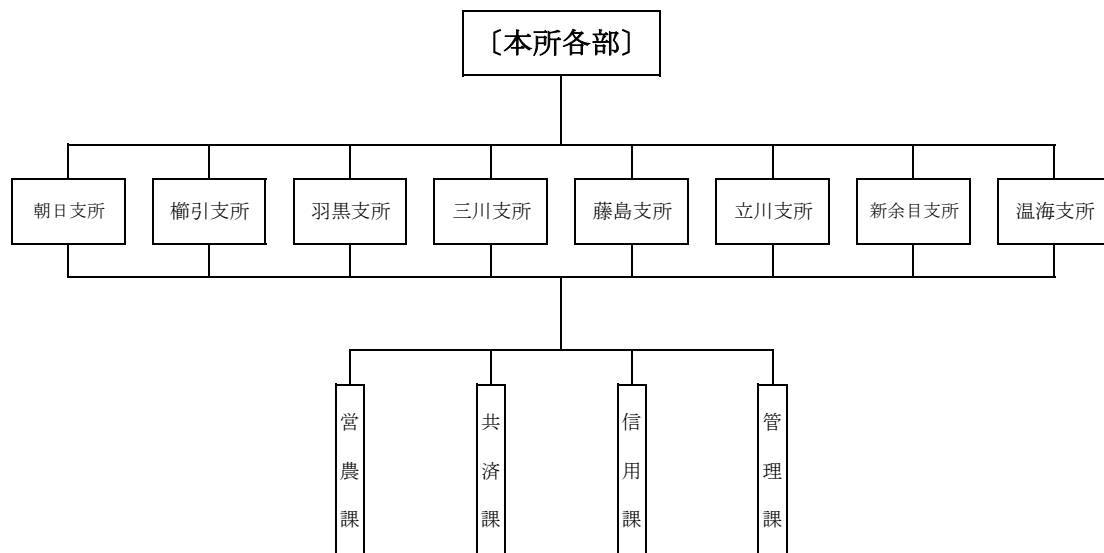 〔本所各部〕
朝日支所
櫛引支所
羽黒支所
三川支所
藤島支所
立川支所
新余目支所
温海支所
営農課
共済課
信用課
管理課